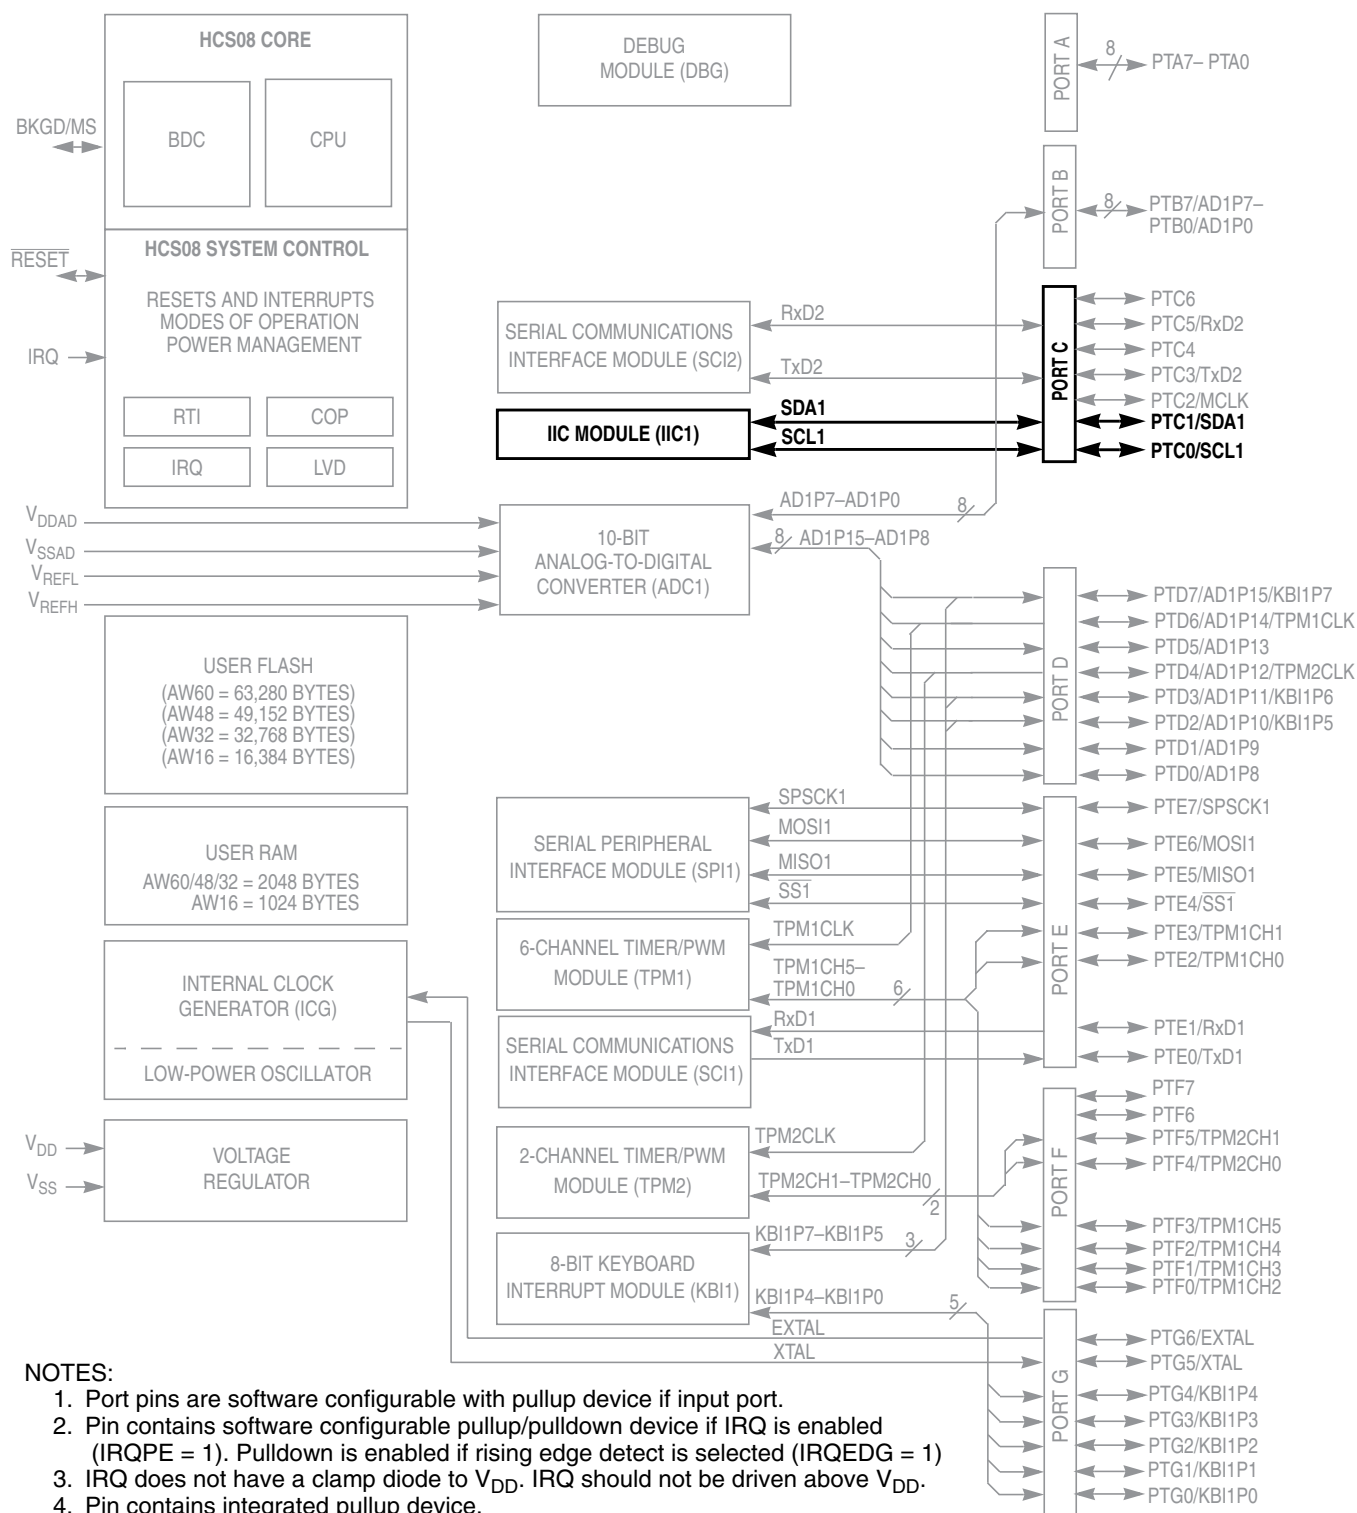 HCS08 CORE
BDC
CPU
BKGD/MS
HCS08 SYSTEM CONTROL
RESET
RESETS AND INTERRUPTS
MODES OF OPERATION
POWER MANAGEMENT
IRQ
RTI
COP
IRQ
LVD
DEBUG
MODULE (DBG)
PORT A
8
PTA7– PTA0
PORT B
8
PTB7/AD1P7–
PTB0/AD1P0
SERIAL COMMUNICATIONS
INTERFACE MODULE (SCI2)
RxD2
TxD2
IIC MODULE (IIC1)
SDA1
SCL1
PORT C
PTC6
PTC5/RxD2
PTC4
PTC3/TxD2
PTC2/MCLK
PTC1/SDA1
PTC0/SCL1
VDDAD
VSSAD
VREFL
VREFH
10-BIT
ANALOG-TO-DIGITAL
CONVERTER (ADC1)
AD1P7–AD1P0
8
8
AD1P15–AD1P8
USER FLASH
(AW60 = 63,280 BYTES)
(AW48 = 49,152 BYTES)
(AW32 = 32,768 BYTES)
(AW16 = 16,384 BYTES)
PORT D
PTD7/AD1P15/KBI1P7
PTD6/AD1P14/TPM1CLK
PTD5/AD1P13
PTD4/AD1P12/TPM2CLK
PTD3/AD1P11/KBI1P6
PTD2/AD1P10/KBI1P5
PTD1/AD1P9
PTD0/AD1P8
USER RAM
AW60/48/32 = 2048 BYTES
AW16 = 1024 BYTES
SERIAL PERIPHERAL
INTERFACE MODULE (SPI1)
SPSCK1
MOSI1
MISO1
SS1
6-CHANNEL TIMER/PWM
MODULE (TPM1)
TPM1CLK
TPM1CH5–
TPM1CH0
6
SERIAL COMMUNICATIONS
INTERFACE MODULE (SCI1)
RxD1
TxD1
PORT E
PTE7/SPSCK1
PTE6/MOSI1
PTE5/MISO1
PTE4/SS1
PTE3/TPM1CH1
PTE2/TPM1CH0
PTE1/RxD1
PTE0/TxD1
INTERNAL CLOCK
GENERATOR (ICG)
LOW-POWER OSCILLATOR
VDD
VSS
VOLTAGE
REGULATOR
2-CHANNEL TIMER/PWM
MODULE (TPM2)
TPM2CLK
TPM2CH1–TPM2CH0
2
PORT F
PTF7
PTF6
PTF5/TPM2CH1
PTF4/TPM2CH0
PTF3/TPM1CH5
PTF2/TPM1CH4
PTF1/TPM1CH3
PTF0/TPM1CH2
8-BIT KEYBOARD
INTERRUPT MODULE (KBI1)
KBI1P7–KBI1P5
3
KBI1P4–KBI1P0
5
EXTAL
XTAL
PORT G
PTG6/EXTAL
PTG5/XTAL
PTG4/KBI1P4
PTG3/KBI1P3
PTG2/KBI1P2
PTG1/KBI1P1
PTG0/KBI1P0
NOTES:
1. Port pins are software configurable with pullup device if input port.
2. Pin contains software configurable pullup/pulldown device if IRQ is enabled
(IRQPE = 1). Pulldown is enabled if rising edge detect is selected (IRQEDG = 1)
3. IRQ does not have a clamp diode to VDD. IRQ should not be driven above VDD.
4. Pin contains integrated pullup device.